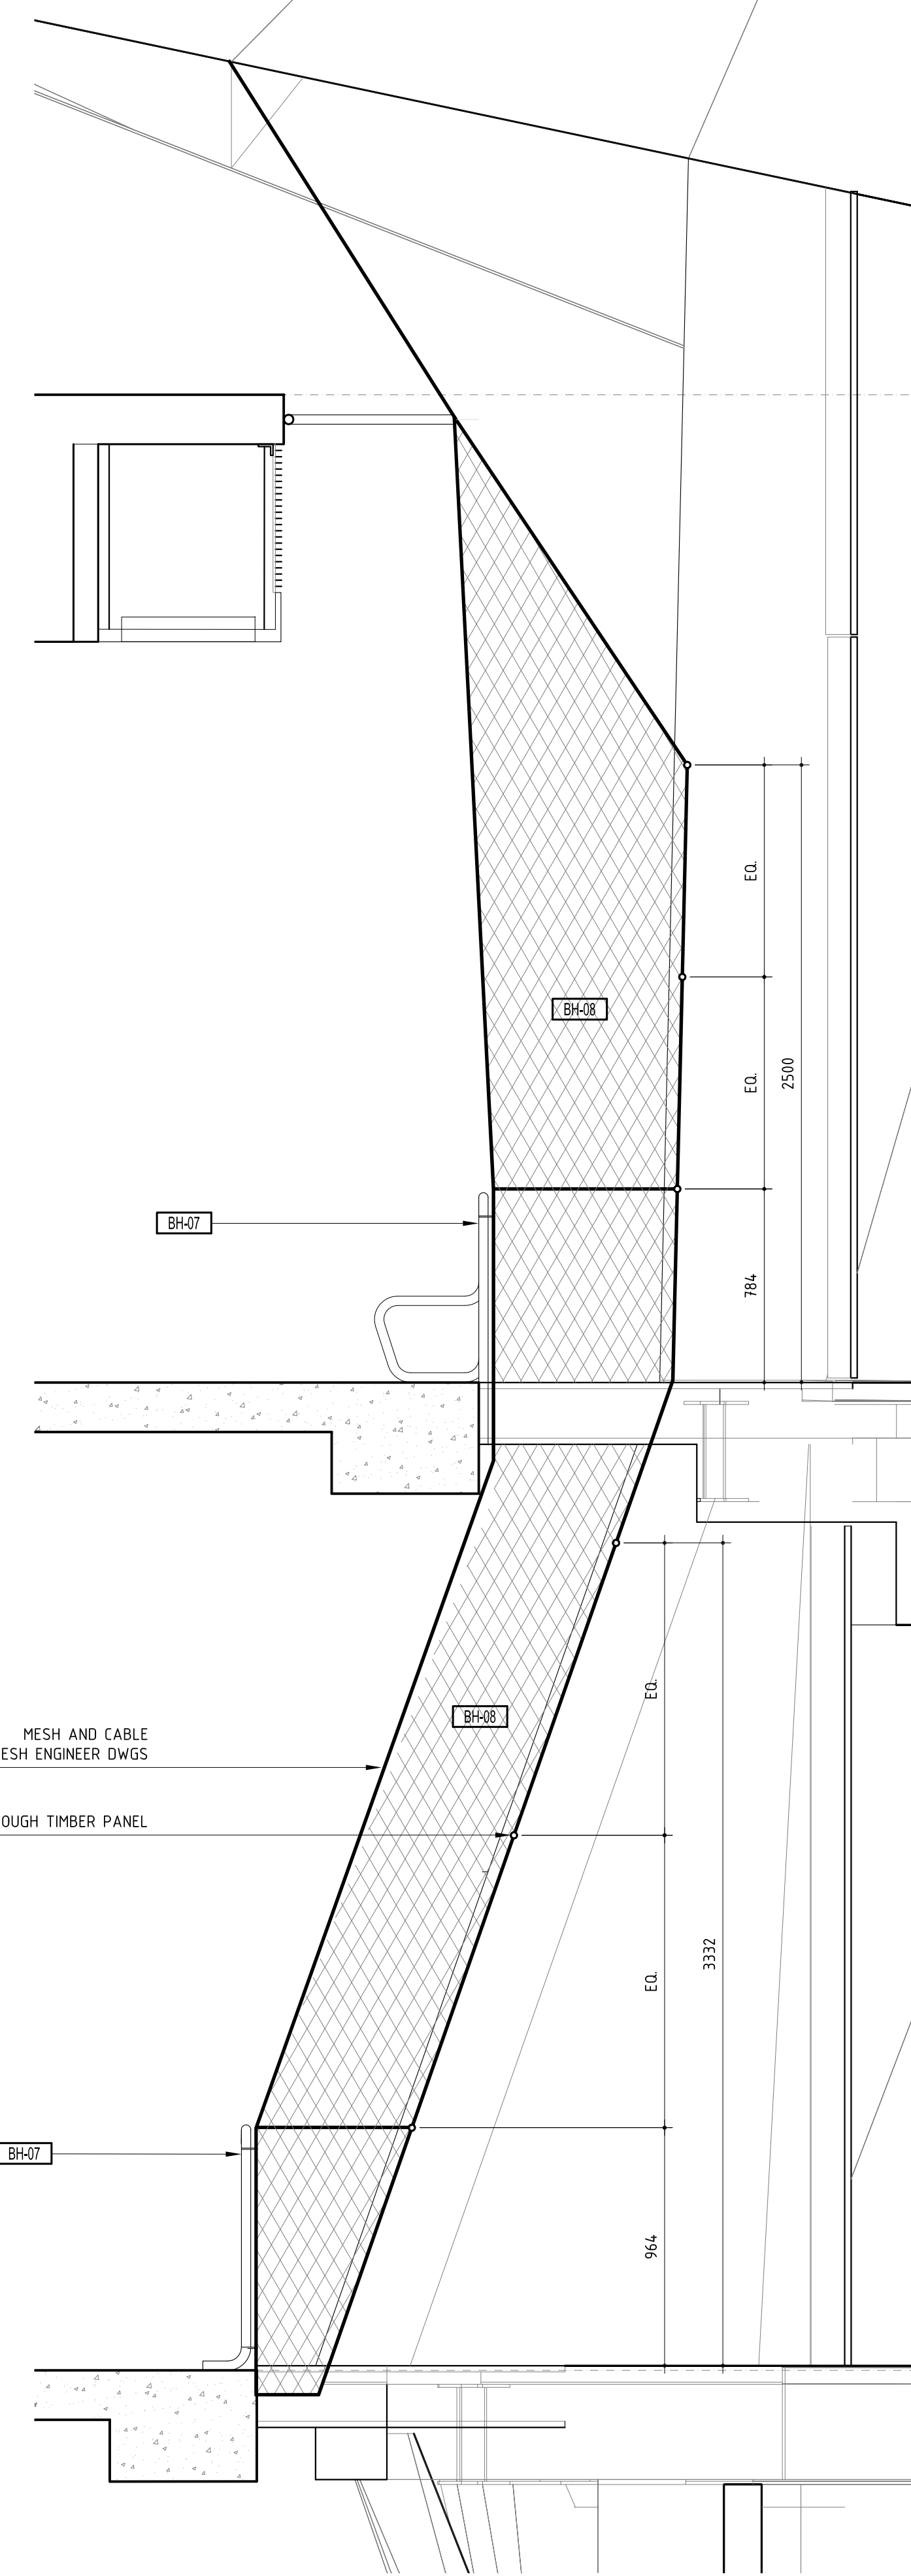 EQ.
BH-08
EQ.
2500
BH-07
784
EQ.
BH-08
MESH AND CABLE
ESH ENGINEER DWGS
OUGH TIMBER PANEL
EQ.
3332
BH-07
964